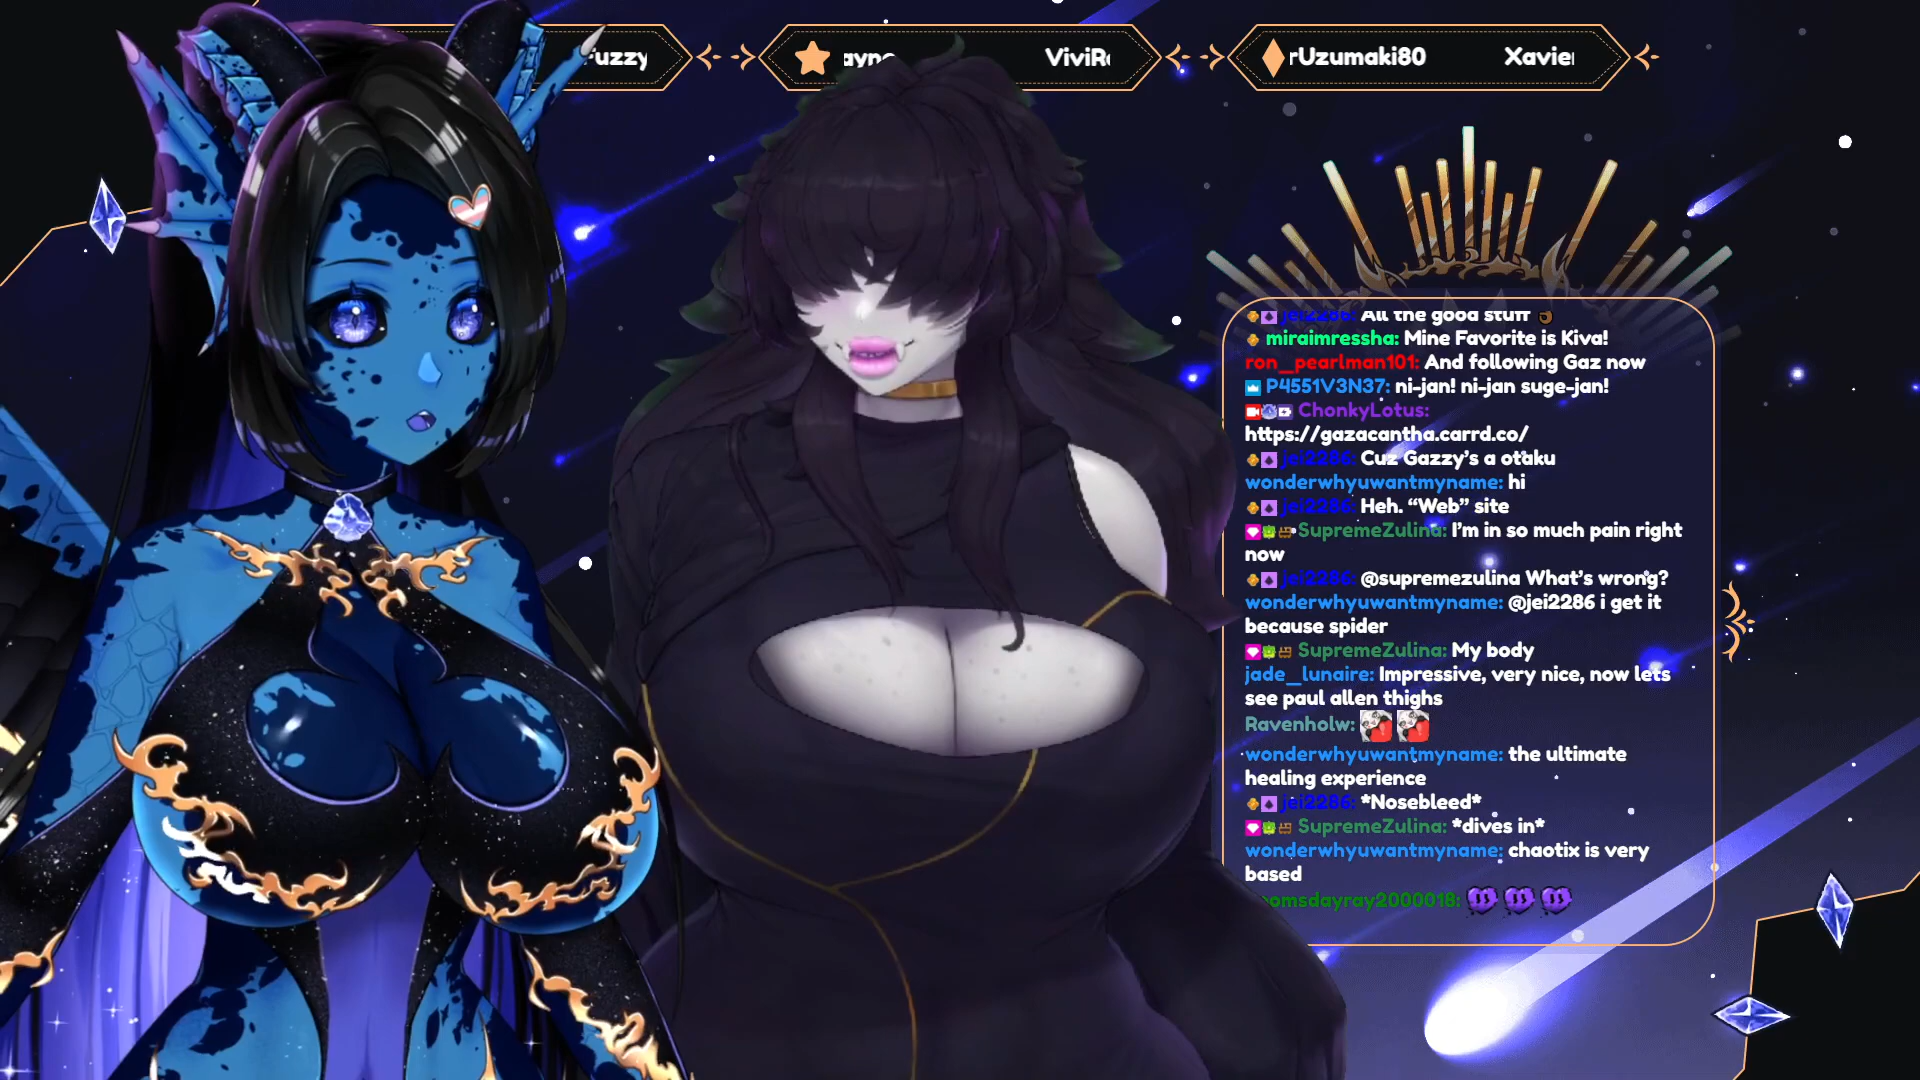 Fuzzy
ViviR
rUzumaki80
Xavier
jei2286: All the good stuff
miraimressha: Mine Favorite is Kiva!
ron_pearlman101: And following Gaz now
P4551V3N37: ni-jan! ni-jan suge-jan!
ChonkyLotus:
https://gazacantha.carrd.co/
jei2286: Cuz Gazzy's a otaku
wonderwhyuwantmyname: hi
jei2286: Heh. “Web” site
SupremeZulina: I'm in so much pain right
now
jei2286: @supremezulina What's wrong?
wonderwhyuwantmyname: @jei2286 i get it
because spider
SupremeZulina: My body
jade_lunaire: Impressive, very nice, now lets
see paul allen thighs
Ravenholw:
wonderwhyuwantmyname: the ultimate
healing experience
jei2286: *Nosebleed*
SupremeZulina: *dives in*
wonderwhyuwantmyname: chaotix is very
based
oomsdayray2000018: